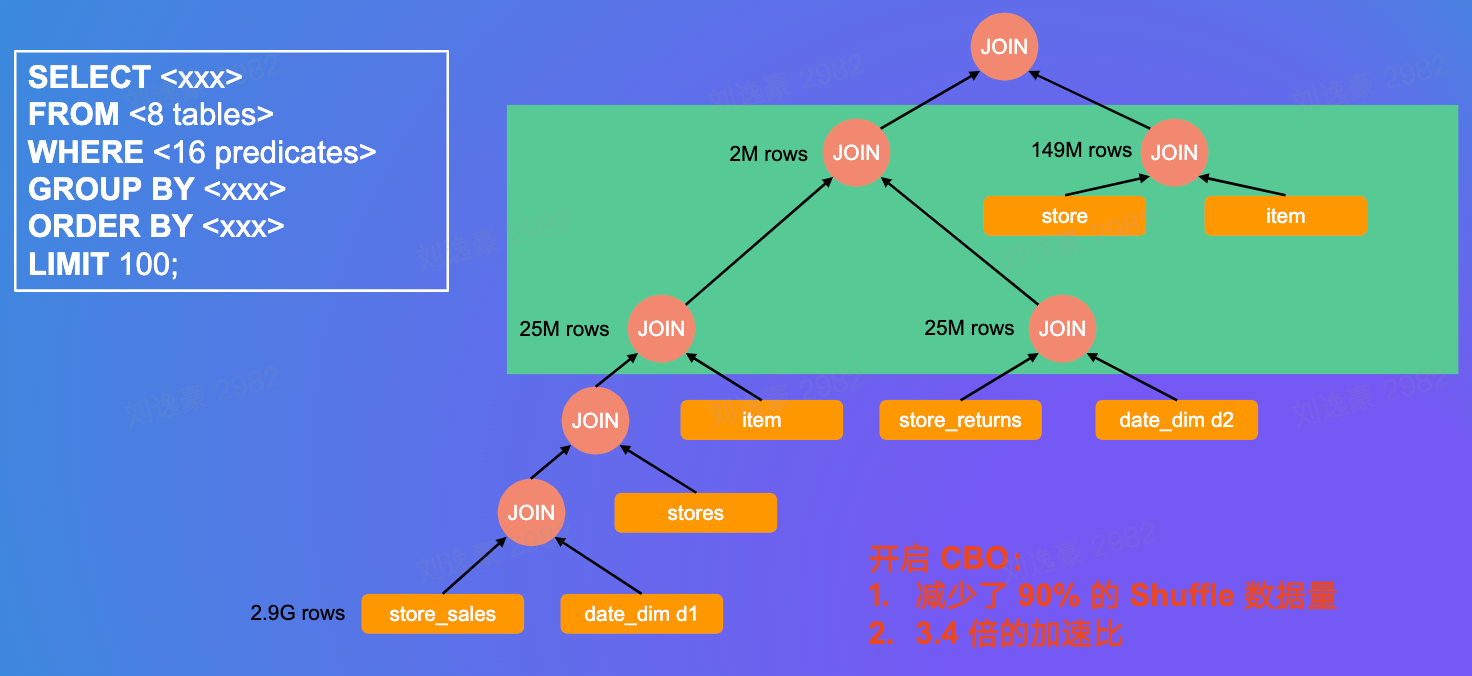 SELECT <xxx>
FROM <8 tables>
WHERE <16 predicates>
GROUP BY <xxx>
ORDER BY <xxx>
LIMIT 100;
JOIN
2M rows
JOIN
149M rows
JOIN
store
item
25M rows
JOIN
25M rows
JOIN
JOIN
item
store_returns
date_dim d2
JOIN
stores
2.9G rows
store_sales
date_dim d1
开启 CBO：
1. 减少了 90% 的 Shuffle 数据量
2. 3.4 倍的加速比
刘逸豪 2982